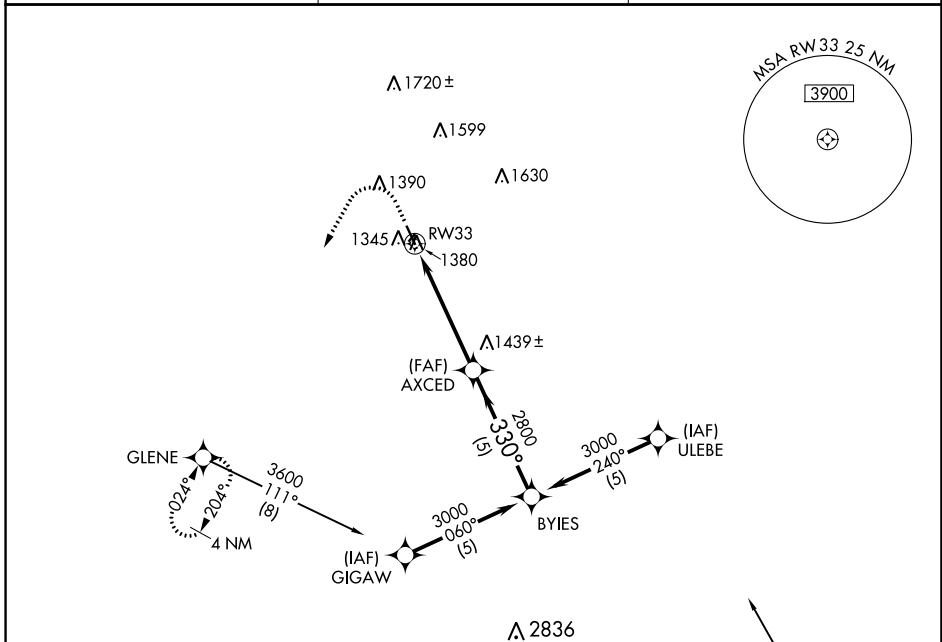 MSA RW33 25 NM
3900
1720 ±
1599
1630
1390
1345
RW33
1380
1439 ±
(FAF)
AXCED
2800
330°
(5)
(IAF)
ULEBE
3000
240°
(5)
GLENE
3600
111°
(8)
024°
204°
4 NM
BYIES
3000
060°
(5)
(IAF)
GIGAW
2836